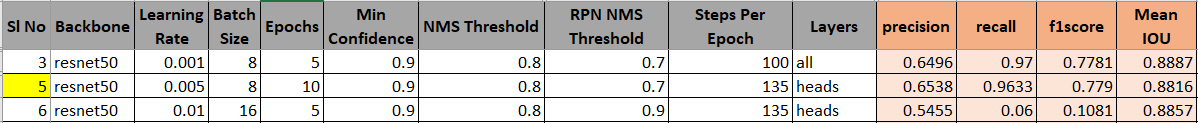 Sl No Backbone Learning Rate Batch Size Epochs Min Confidence NMS Threshold RPN NMS Threshold Steps Per Epoch Layers precision recall f1score Mean IOU
3 resnet50 0.001 8 5 0.9 0.8 0.7 100 all 0.6496 0.97 0.7781 0.8887
5 resnet50 0.005 8 10 0.9 0.8 0.7 135 heads 0.6538 0.9633 0.779 0.8816
6 resnet50 0.01 16 5 0.9 0.8 0.9 135 heads 0.5455 0.06 0.1081 0.8857